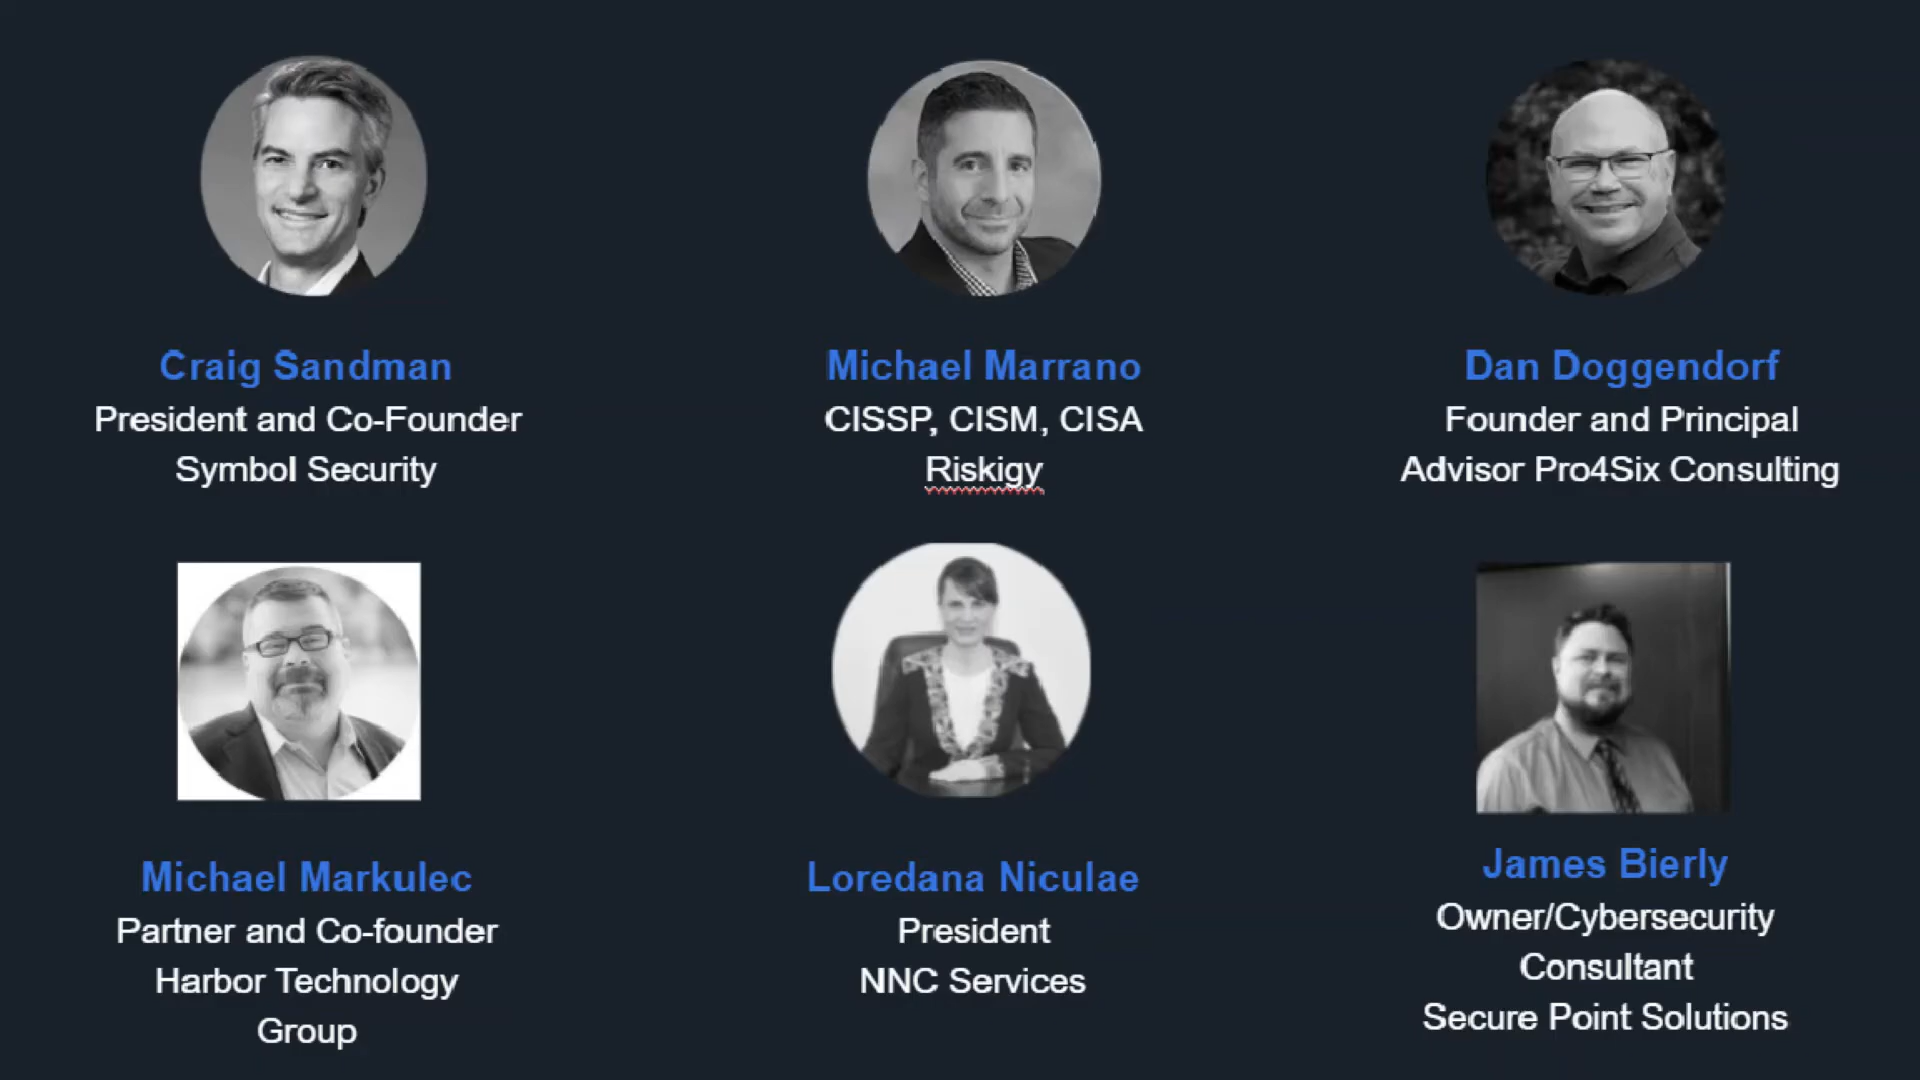 Craig Sandman
President and Co-Founder
Symbol Security
Michael Marrano
CISSP, CISM, CISA
Riskigy
Dan Doggendorf
Founder and Principal
Advisor Pro4Six Consulting
Michael Markulec
Partner and Co-founder
Harbor Technology
Group
Loredana Niculae
President
NNC Services
James Bierly
Owner/Cybersecurity
Consultant
Secure Point Solutions